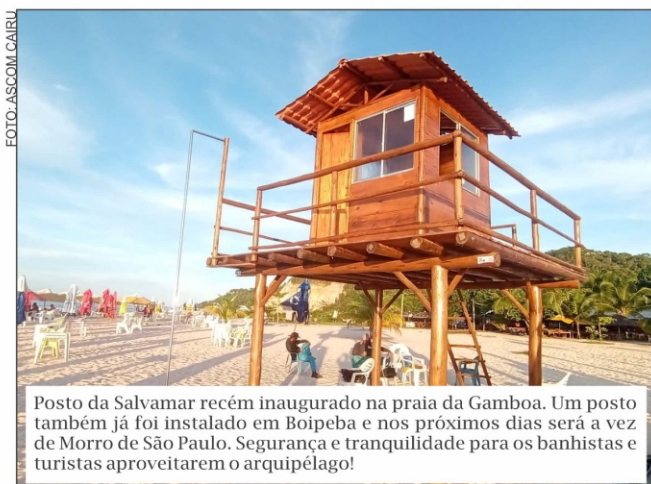 FOTO: ASCOM CAIRU
Posto da Salvamar recém inaugurado na praia da Gamboa. Um posto
também já foi instalado em Boipeba e nos próximos dias será a vez
de Morro de São Paulo. Segurança e tranquilidade para os banhistas e
turistas aproveitarem o arquipélago!